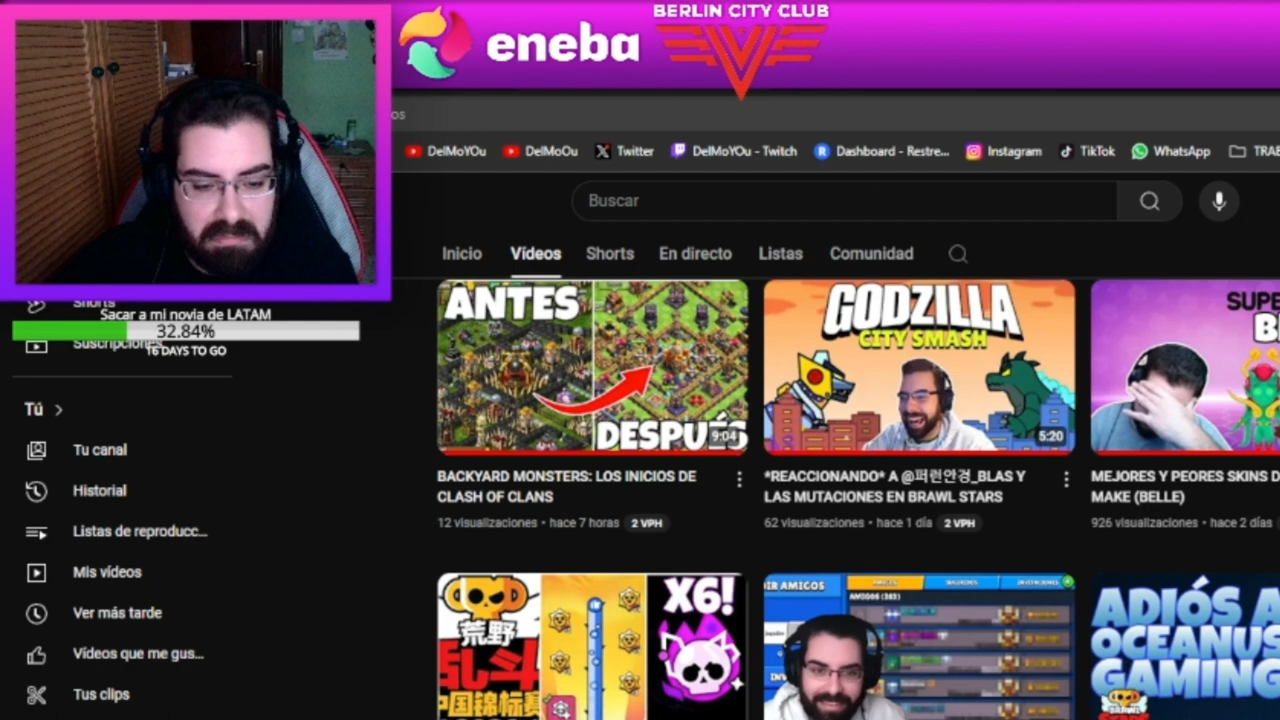 BERLIN CITY CLUB
eneba
os
DelMoYOu
DelMoOu
Twitter
DelMoYOu - Twitch
Dashboard - Restre...
Instagram
TikTok
WhatsApp
Buscar
Inicio
Vídeos
Shorts
En directo
Listas
Comunidad
Shorts
Sacar a mi novia de LATAM
32.84%
Suscripciones
16 DAYS TO GO
Tú
Tu canal
Historial
Listas de reproducc...
Mis vídeos
Ver más tarde
Vídeos que me gus...
Tus clips
ANTES
DESPUÉS
9:04
BACKYARD MONSTERS: LOS INICIOS DE
CLASH OF CLANS
12 visualizaciones • hace 7 horas 2 VPH
GODZILLA
CITY SMASH
5:20
*REACCIONANDO* A @퍼런안경_BLAS Y
LAS MUTACIONES EN BRAWL STARS
62 visualizaciones • hace 1 día 2 VPH
SUPE
B
MEJORES Y PEORES SKINS D
MAKE (BELLE)
926 visualizaciones • hace 2 días
荒野
乱斗
中国锦标赛
X6!
DIR AMIGOS
AMIGOS
INVITACIONES
ADIÓS A
OCEANUS
GAMING